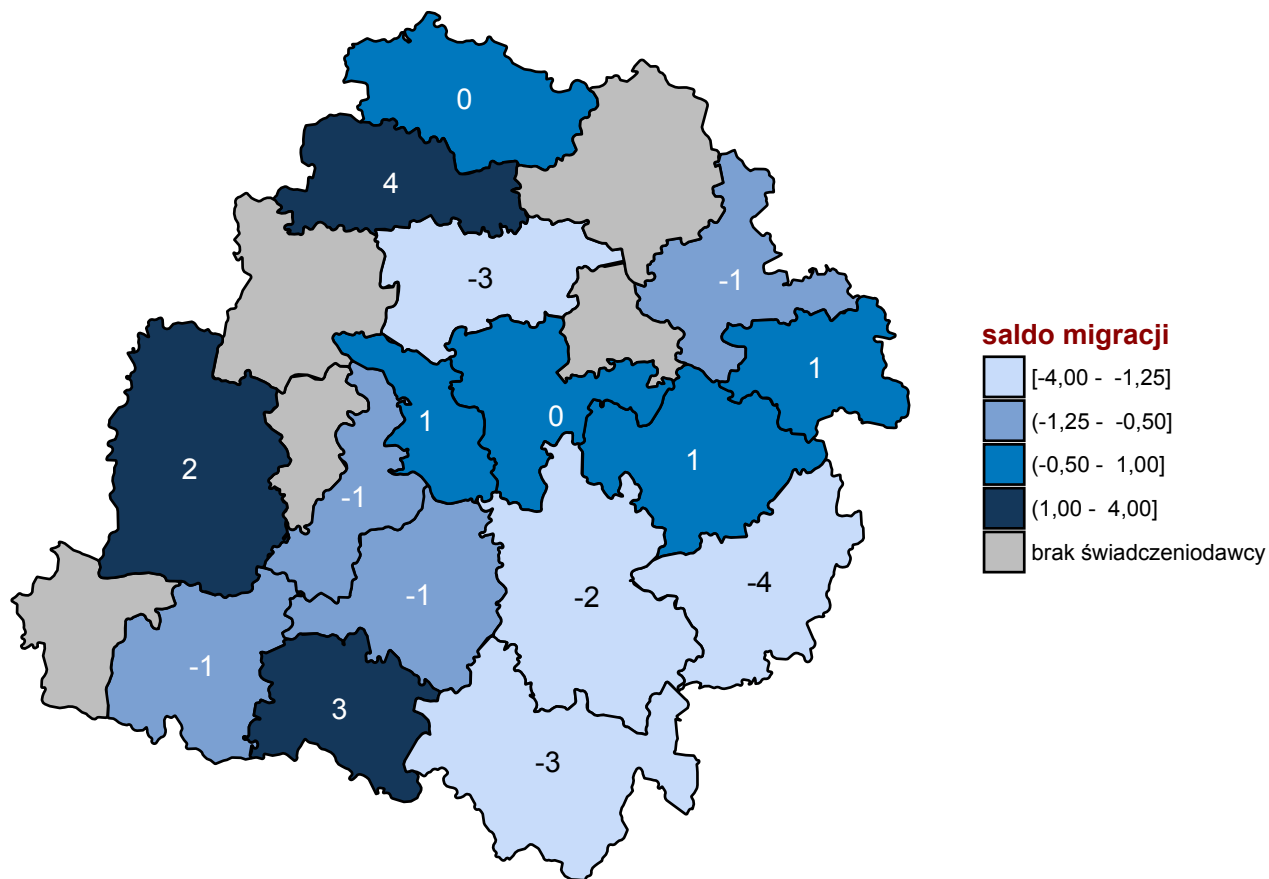 0
4
-3
-1
1
1
0
1
2
-1
-1
-2
-4
-1
3
-3
saldo migracji
[-4,00 - -1,25]
(-1,25 - -0,50]
(-0,50 - 1,00]
(1,00 - 4,00]
brak świadczeniodawcy